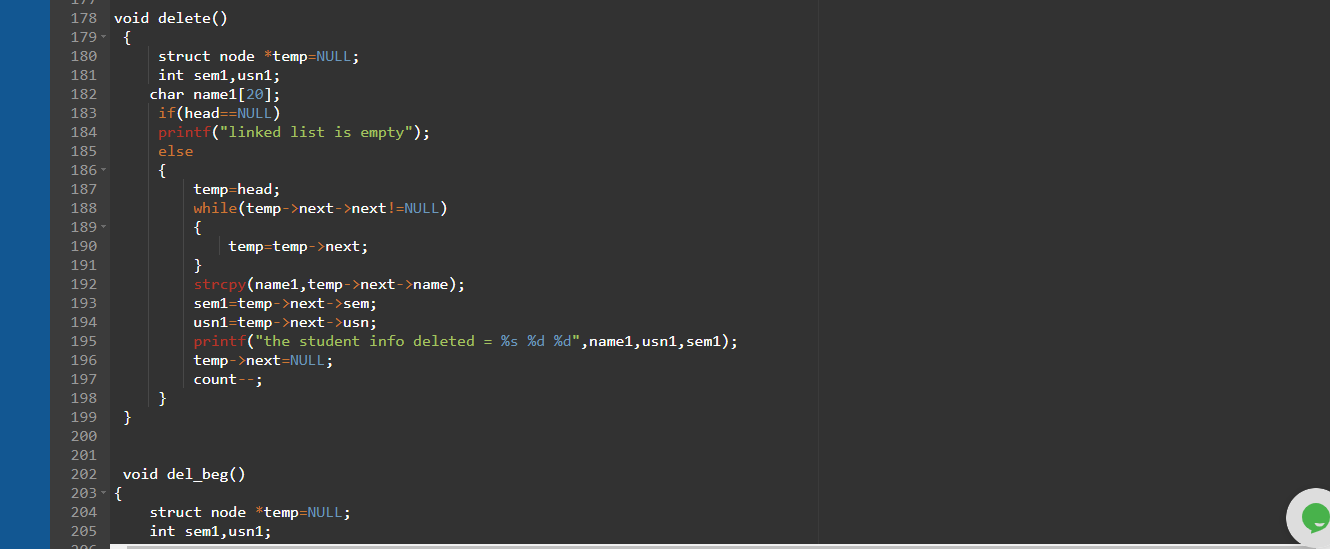 178 void delete()
179 {
180 struct node *temp=NULL;
181 int sem1,usn1;
182 char name1[20];
183 if(head==NULL)
184 printf("linked list is empty");
185 else
186 {
187 temp=head;
188 while(temp->next->next!=NULL)
189 {
190 temp=temp->next;
191 }
192 strcpy(name1,temp->next->name);
193 sem1=temp->next->sem;
194 usn1=temp->next->usn;
195 printf("the student info deleted = %s %d %d",name1,usn1,sem1);
196 temp->next=NULL;
197 count--;
198 }
199 }
200
201
202 void del_beg()
203 {
204 struct node *temp=NULL;
205 int sem1,usn1;